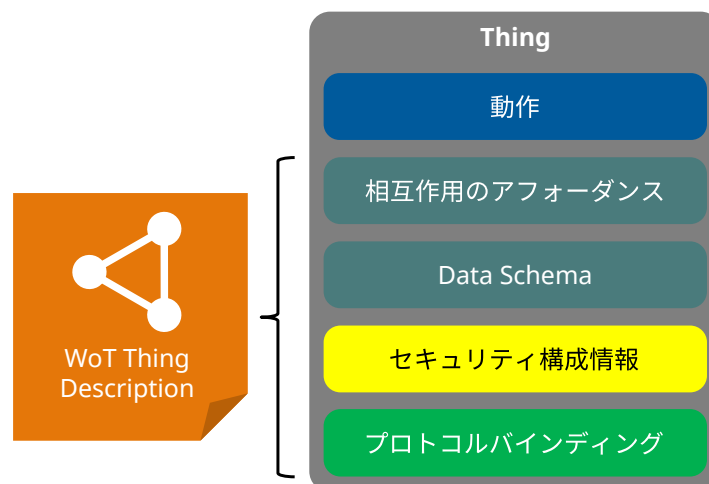 Thing
動作
相互作用のアフォーダンス
Data Schema
セキュリティ構成情報
プロトコルバインディング
WoT Thing
Description